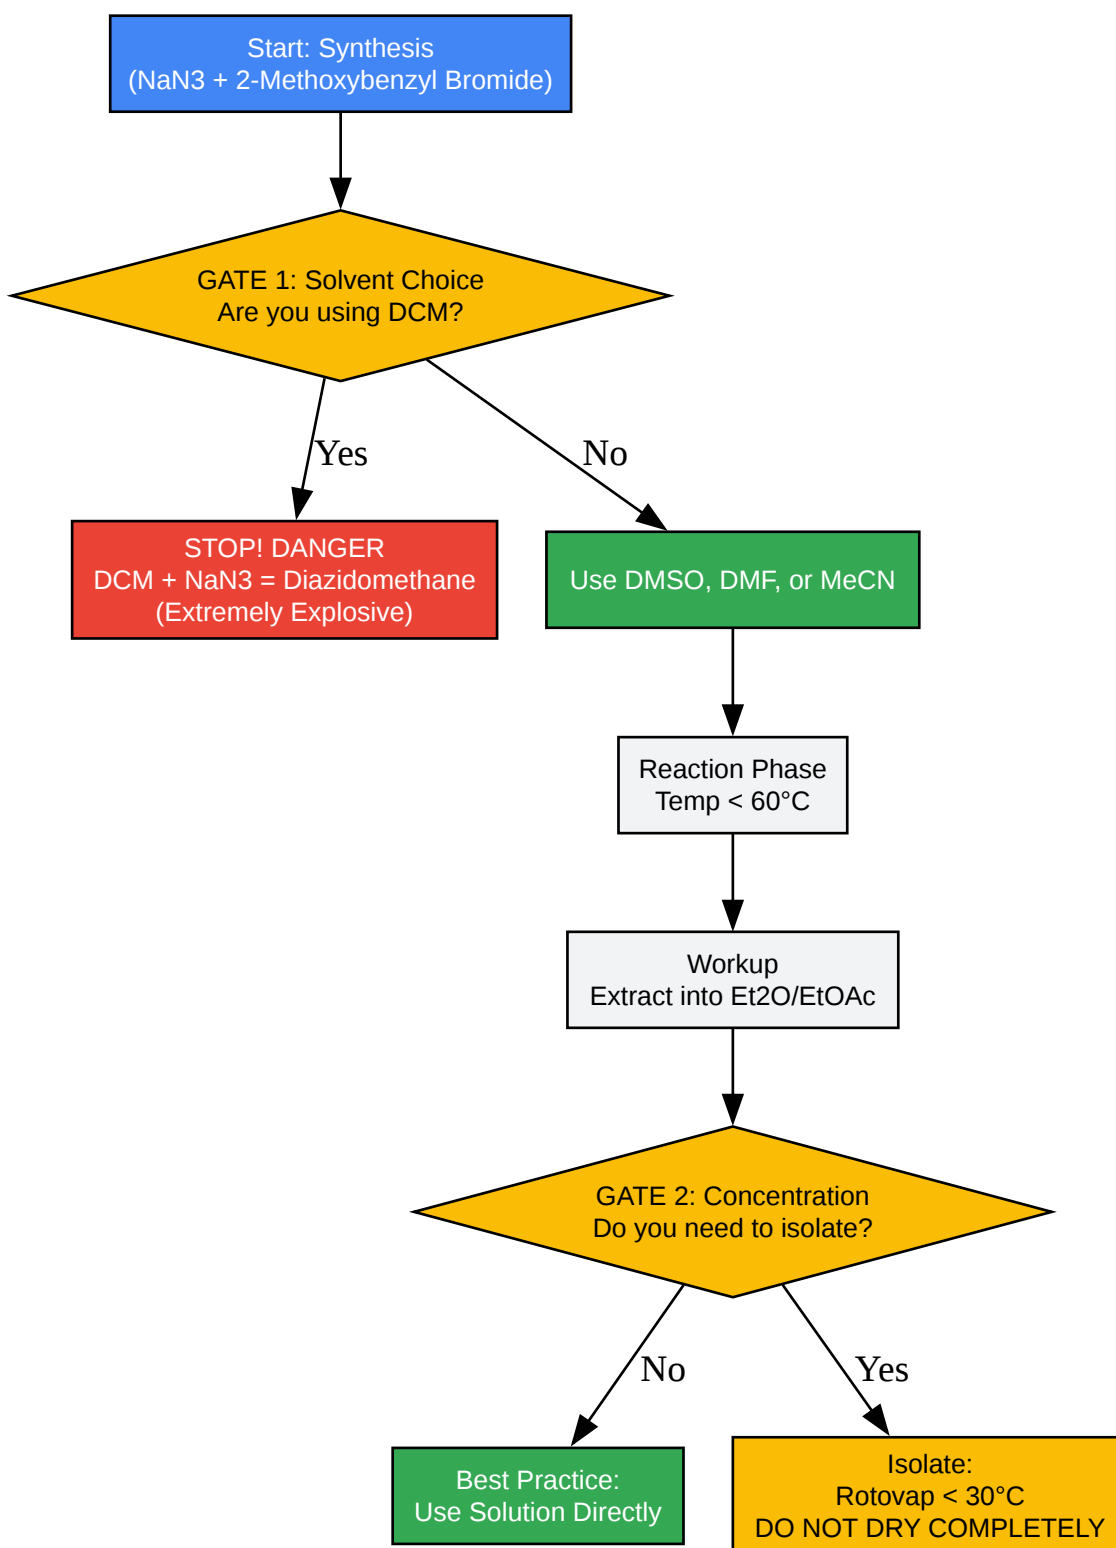 Start: Synthesis
(NaN3 + 2-Methoxybenzyl Bromide)
GATE 1: Solvent Choice
Are you using DCM?
Yes
No
STOP! DANGER
DCM + NaN3 = Diazidomethane
(Extremely Explosive)
Use DMSO, DMF, or MeCN
Reaction Phase
Temp < 60°C
Workup
Extract into Et2O/EtOAc
GATE 2: Concentration
Do you need to isolate?
No
Yes
Best Practice:
Use Solution Directly
Isolate:
Rotovap < 30°C
DO NOT DRY COMPLETELY